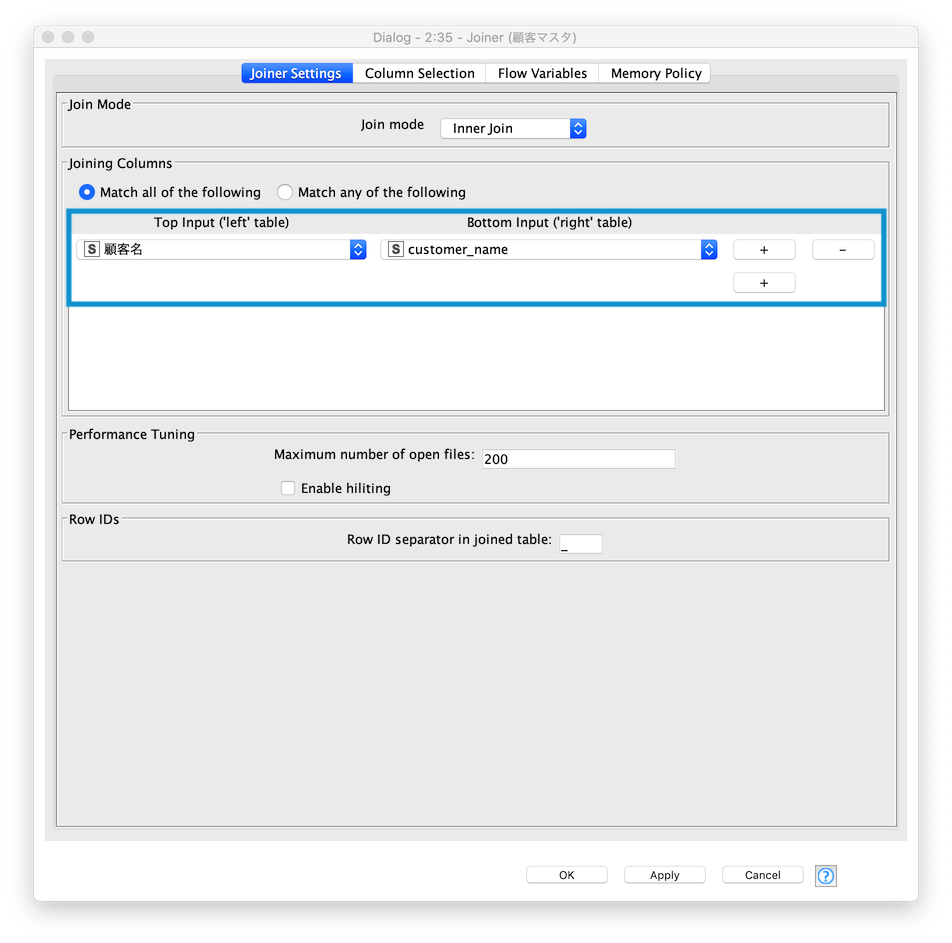 Dialog - 2:35 - Joiner (顧客マスタ)
Joiner Settings Column Selection Flow Variables Memory Policy
Join Mode
Join mode Inner Join
Joining Columns
Match all of the following Match any of the following
Top Input ('left' table) Bottom Input ('right' table)
S 顧客名 S customer_name + -
+
Performance Tuning
Maximum number of open files: 200
Enable hiliting
Row IDs
Row ID separator in joined table: _
OK Apply Cancel ?